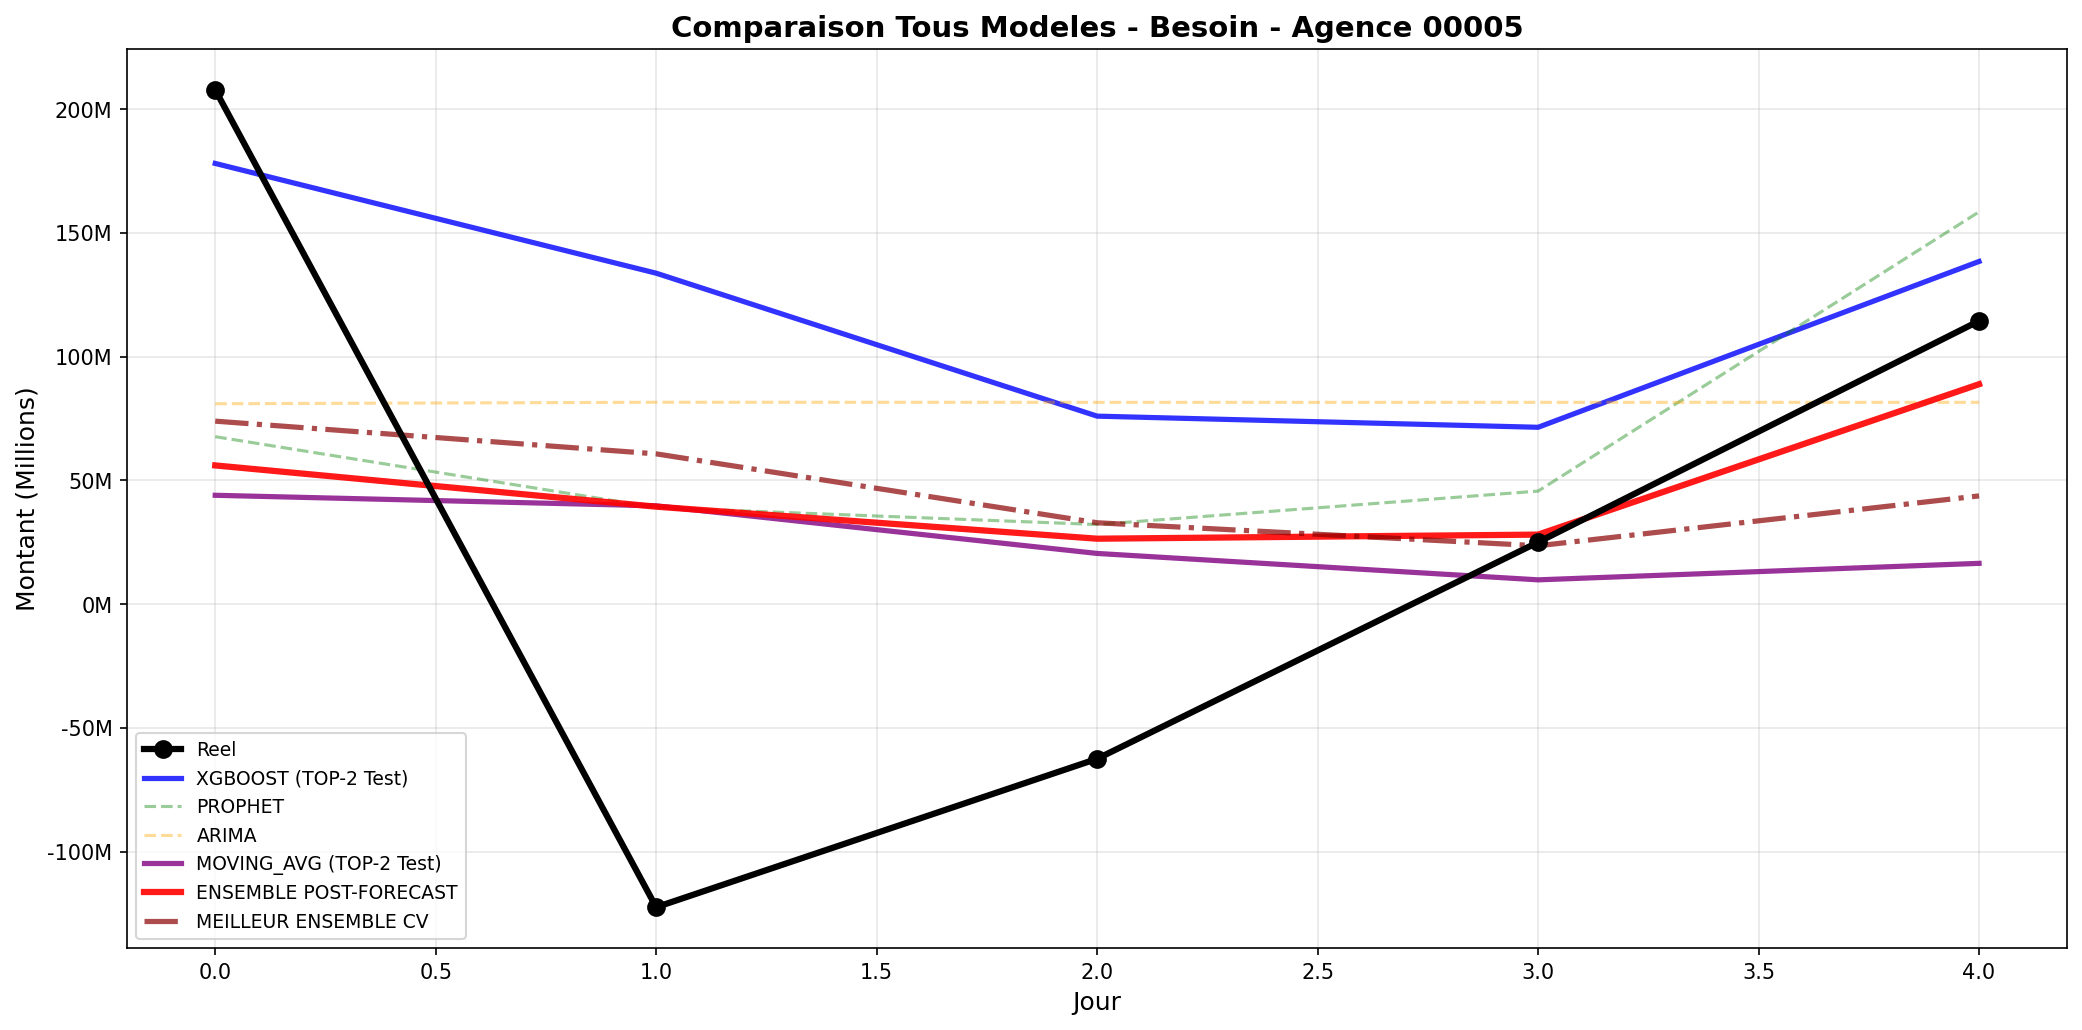 Comparaison Tous Modeles - Besoin - Agence 00005
Montant (Millions)
200M
150M
100M
50M
0M
-50M
-100M
Reel
XGBOOST (TOP-2 Test)
PROPHET
ARIMA
MOVING_AVG (TOP-2 Test)
ENSEMBLE POST-FORECAST
MEILLEUR ENSEMBLE CV
0.0 0.5 1.0 1.5 2.0 2.5 3.0 3.5 4.0
Jour